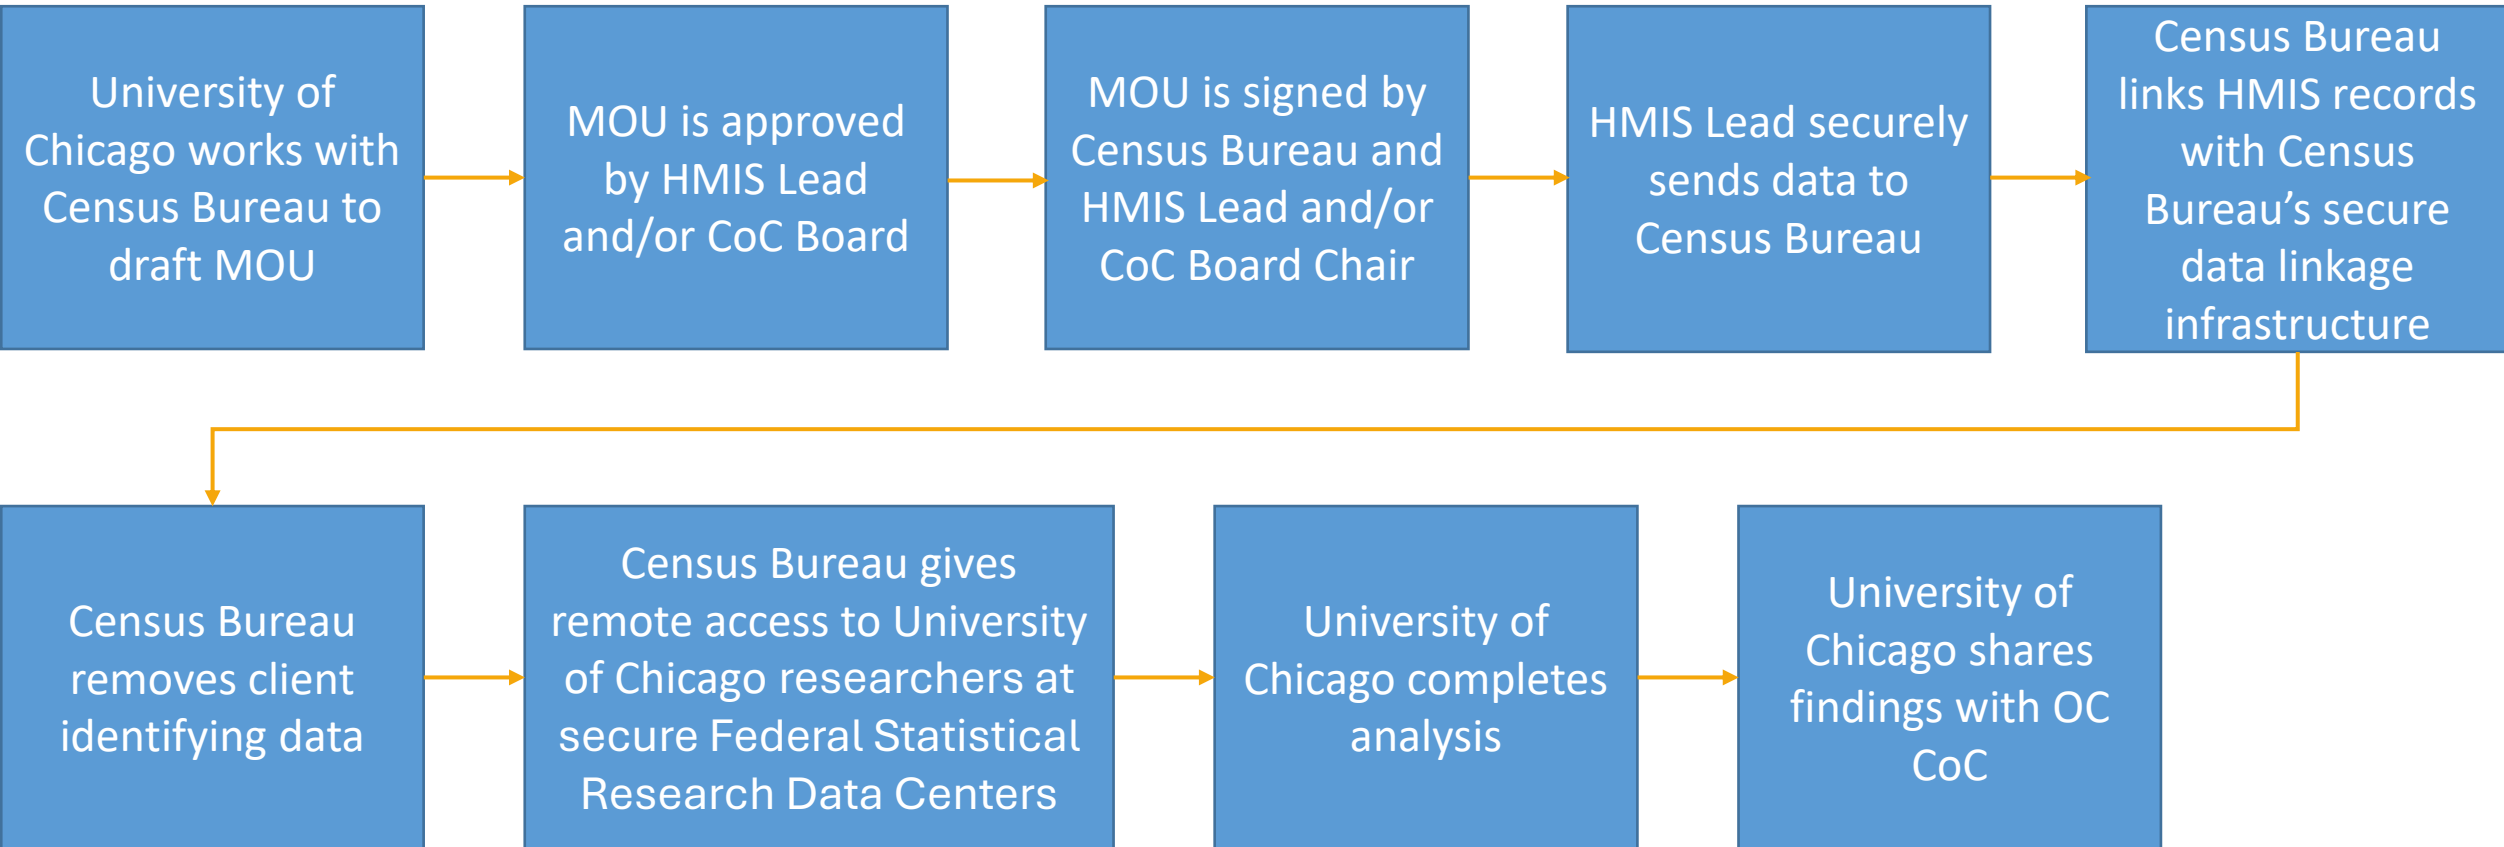 University of
Chicago works with
Census Bureau to
draft MOU
MOU is approved
by HMIS Lead
and/or CoC Board
MOU is signed by
Census Bureau and
HMIS Lead and/or
CoC Board Chair
HMIS Lead securely
sends data to
Census Bureau
Census Bureau
links HMIS records
with Census
Bureau’s secure
data linkage
infrastructure
Census Bureau
removes client
identifying data
Census Bureau gives
remote access to University
of Chicago researchers at
secure Federal Statistical
Research Data Centers
University of
Chicago completes
analysis
University of
Chicago shares
findings with OC
CoC